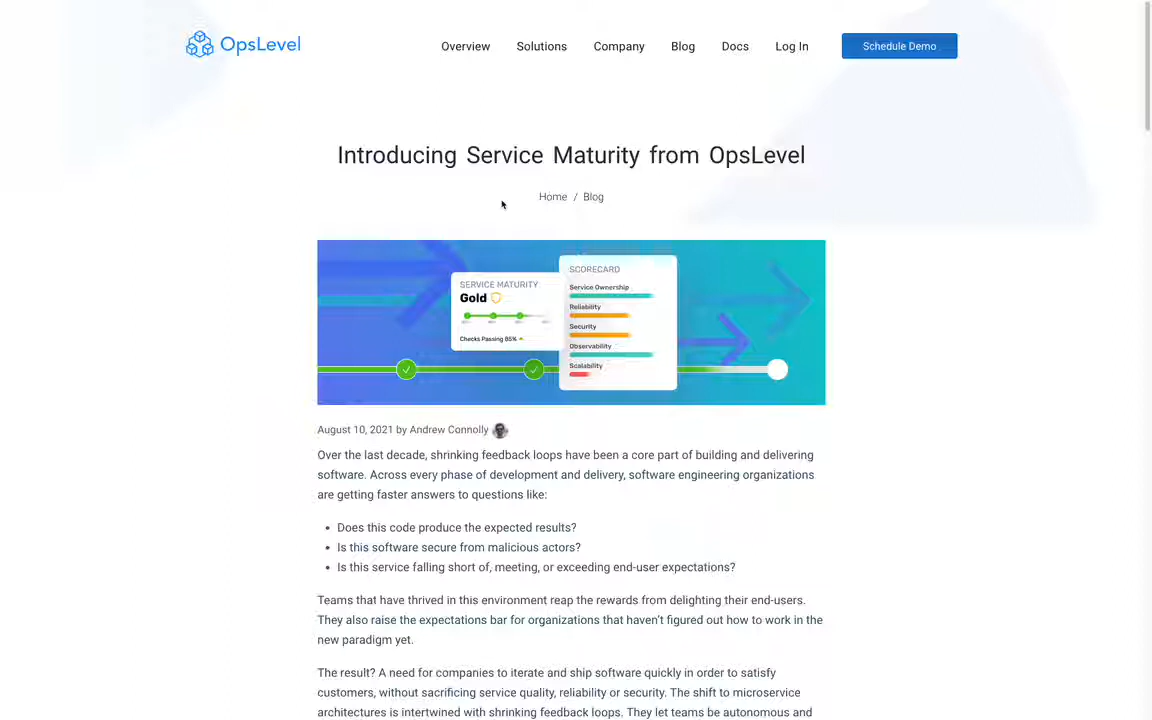 OpsLevel
Overview Solutions Company Blog Docs Log In Schedule Demo
Introducing Service Maturity from OpsLevel
Home / Blog
SERVICE MATURITY
Gold
Checks Passing 85%
SCORECARD
Service Ownership
Reliability
Security
Observability
Scalability
August 10, 2021 by Andrew Connolly
Over the last decade, shrinking feedback loops have been a core part of building and delivering
software. Across every phase of development and delivery, software engineering organizations
are getting faster answers to questions like:
• Does this code produce the expected results?
• Is this software secure from malicious actors?
• Is this service falling short of, meeting, or exceeding end-user expectations?
Teams that have thrived in this environment reap the rewards from delighting their end-users.
They also raise the expectations bar for organizations that haven’t figured out how to work in the
new paradigm yet.
The result? A need for companies to iterate and ship software quickly in order to satisfy
customers, without sacrificing service quality, reliability or security. The shift to microservice
architectures is intertwined with shrinking feedback loops. They let teams be autonomous and